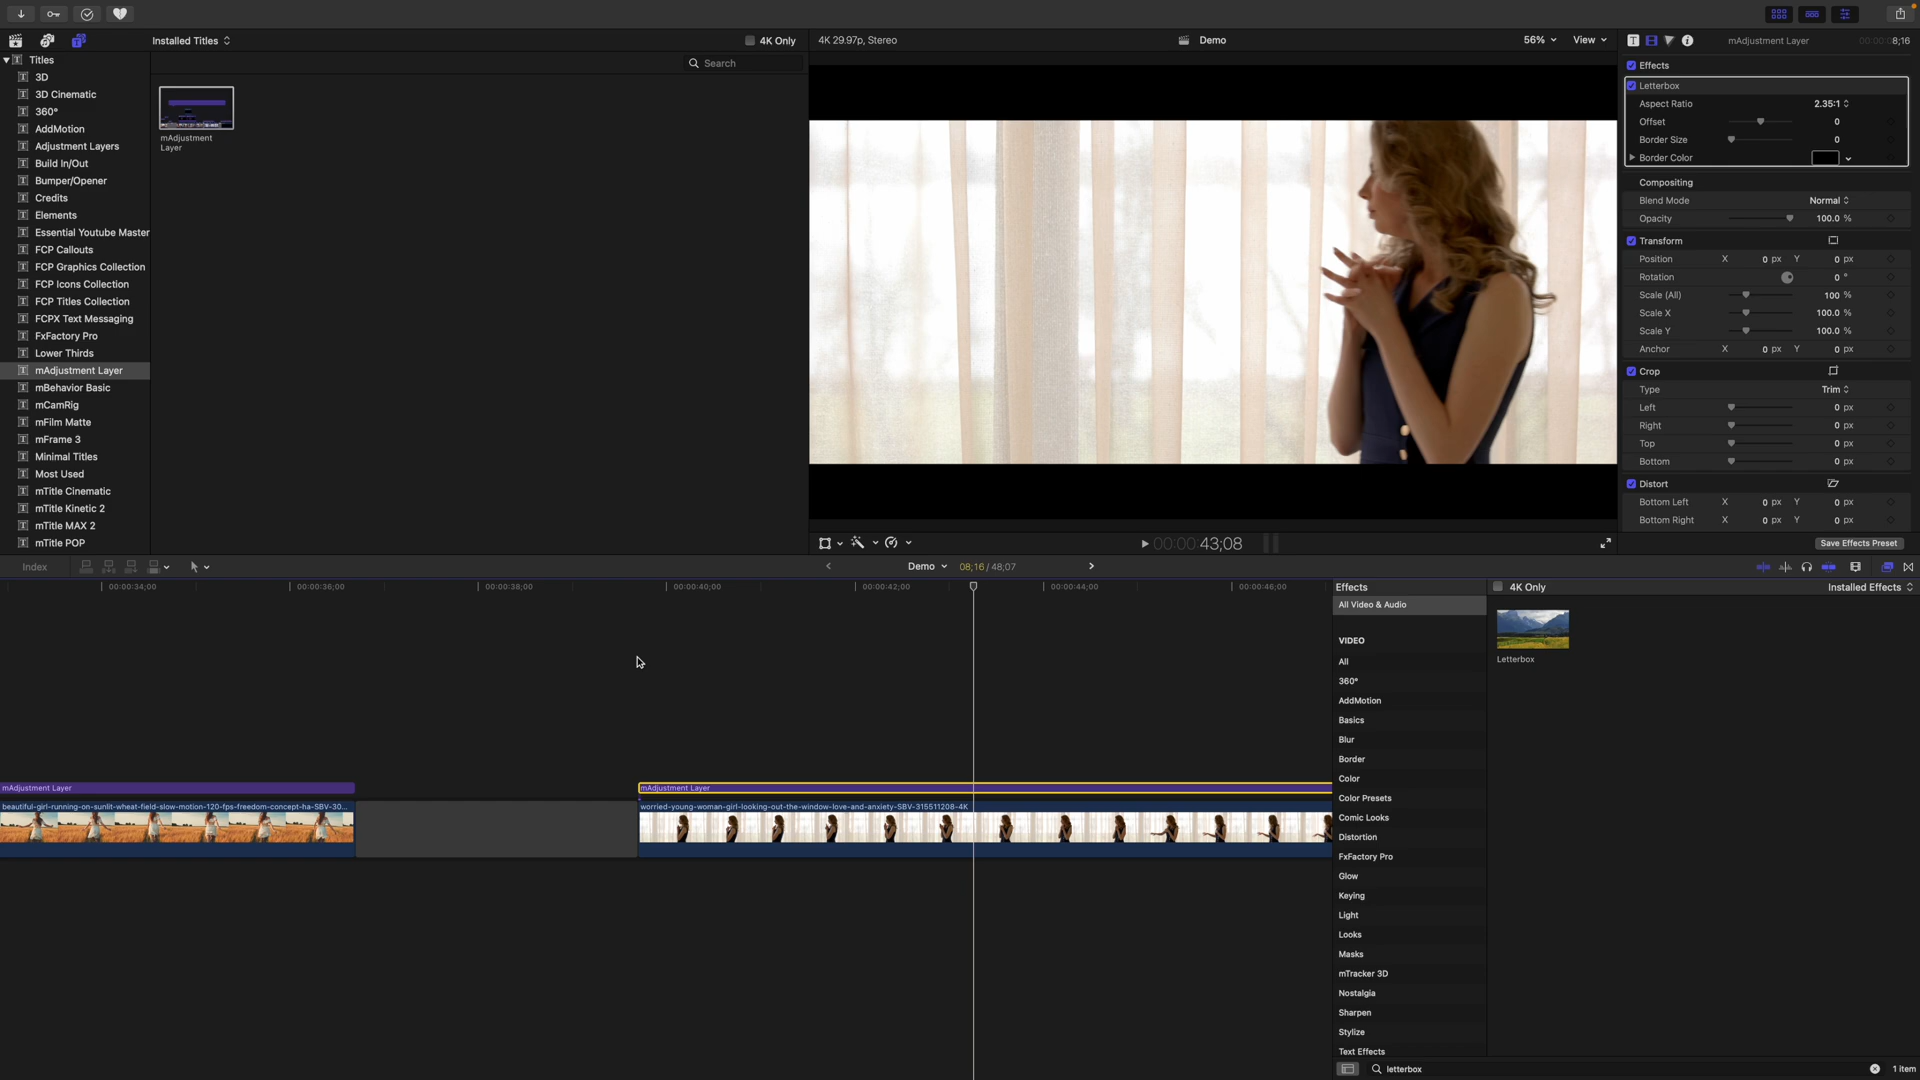 Installed Titles
4K Only
4K 29.97p, Stereo
Demo
56%
View
mAdjustment Layer
8;16
Titles
3D
3D Cinematic
360°
AddMotion
Adjustment Layers
Build In/Out
Bumper/Opener
Credits
Elements
Essential Youtube Master
FCP Callouts
FCP Graphics Collection
FCP Icons Collection
FCP Titles Collection
FCPX Text Messaging
FxFactory Pro
Lower Thirds
mAdjustment Layer
mBehavior Basic
mCamRig
mFilm Matte
mFrame 3
Minimal Titles
Most Used
mTitle Cinematic
mTitle Kinetic 2
mTitle MAX 2
mTitle POP
Search
mAdjustment
Layer
00:00:43;08
Effects
Letterbox
Aspect Ratio 2.35:1
Offset 0
Border Size 0
Border Color
Compositing
Blend Mode Normal
Opacity 100.0 %
Transform
Position X 0 px Y 0 px
Rotation 0 °
Scale (All) 100 %
Scale X 100.0 %
Scale Y 100.0 %
Anchor X 0 px Y 0 px
Crop
Type Trim
Left 0 px
Right 0 px
Top 0 px
Bottom 0 px
Distort
Bottom Left X 0 px Y 0 px
Bottom Right X 0 px Y 0 px
Save Effects Preset
Index
Demo
08;16 / 48;07
00:00:34;00
00:00:36;00
00:00:38;00
00:00:40;00
00:00:42;00
00:00:44;00
00:00:46;00
mAdjustment Layer
beautiful-girl-running-on-sunlit-wheat-field-slow-motion-120-fps-freedom-concept-ha-SBV-30...
mAdjustment Layer
worried-young-woman-girl-looking-out-the-window-love-and-anxiety-SBV-315511208-4K
Effects
4K Only
Installed Effects
All Video & Audio
VIDEO
All
360°
AddMotion
Basics
Blur
Border
Color
Color Presets
Comic Looks
Distortion
FxFactory Pro
Glow
Keying
Light
Looks
Masks
mTracker 3D
Nostalgia
Sharpen
Stylize
Text Effects
Letterbox
letterbox
1 item